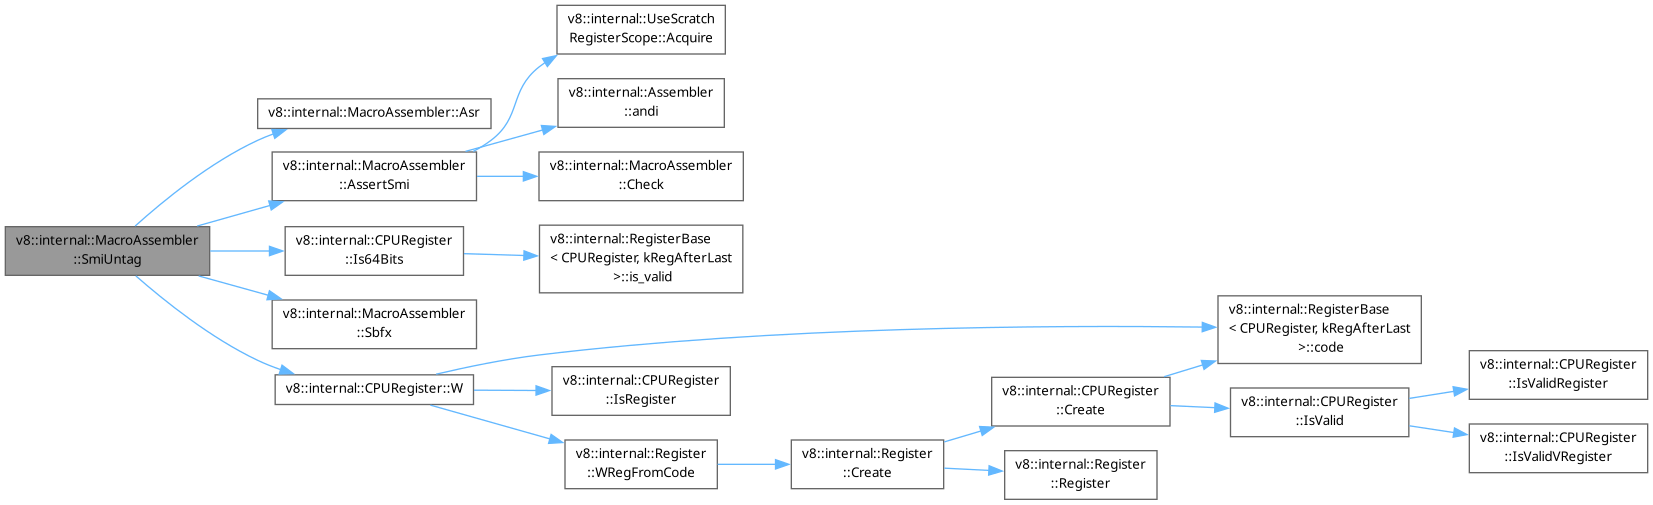 v8::internal::UseScratch
RegisterScope::Acquire
v8::internal::Assembler
::andi
v8::internal::MacroAssembler::Asr
v8::internal::MacroAssembler
::AssertSmi
v8::internal::MacroAssembler
::Check
v8::internal::MacroAssembler
::SmiUntag
v8::internal::CPURegister
::Is64Bits
v8::internal::RegisterBase
< CPURegister, kRegAfterLast
>::is_valid
v8::internal::MacroAssembler
::Sbfx
v8::internal::RegisterBase
< CPURegister, kRegAfterLast
>::code
v8::internal::CPURegister::W
v8::internal::CPURegister
::IsRegister
v8::internal::CPURegister
::Create
v8::internal::CPURegister
::IsValid
v8::internal::CPURegister
::IsValidRegister
v8::internal::CPURegister
::IsValidVRegister
v8::internal::Register
::WRegFromCode
v8::internal::Register
::Create
v8::internal::Register
::Register